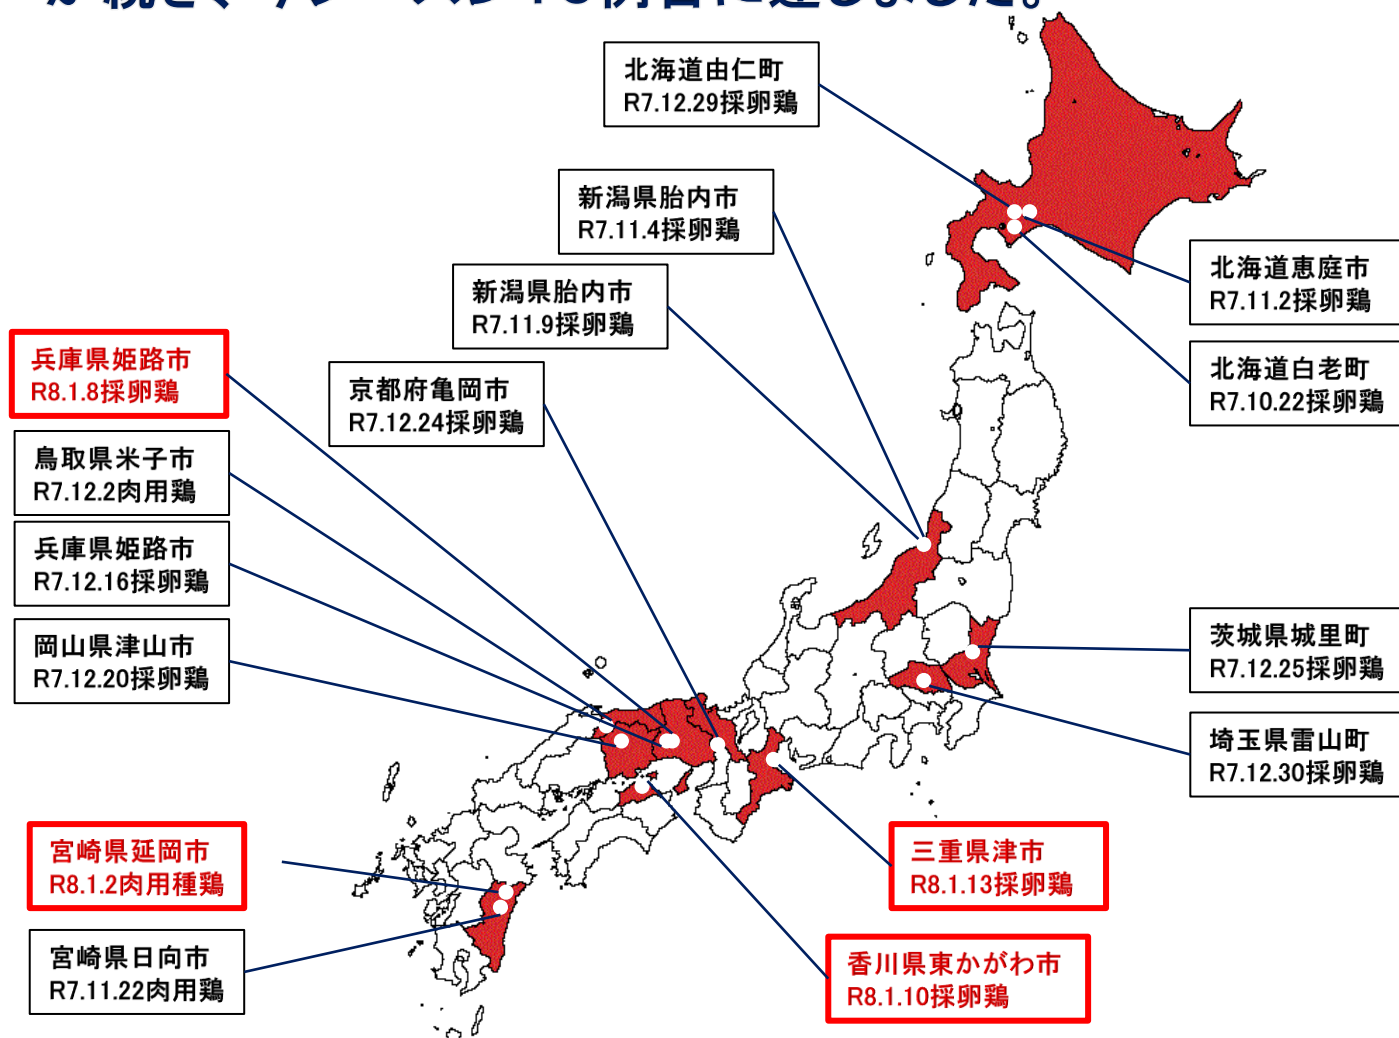 北海道由仁町
R7.12.29採卵鶏
新潟県胎内市
R7.11.4採卵鶏
新潟県胎内市
R7.11.9採卵鶏
北海道恵庭市
R7.11.2採卵鶏
兵庫県姫路市
R8.1.8採卵鶏
京都府亀岡市
R7.12.24採卵鶏
北海道白老町
R7.10.22採卵鶏
鳥取県米子市
R7.12.2肉用鶏
兵庫県姫路市
R7.12.16採卵鶏
岡山県津山市
R7.12.20採卵鶏
茨城県城里町
R7.12.25採卵鶏
埼玉県雷山町
R7.12.30採卵鶏
宮崎県延岡市
R8.1.2肉用種鶏
三重県津市
R8.1.13採卵鶏
宮崎県日向市
R7.11.22肉用鶏
香川県東かがわ市
R8.1.10採卵鶏